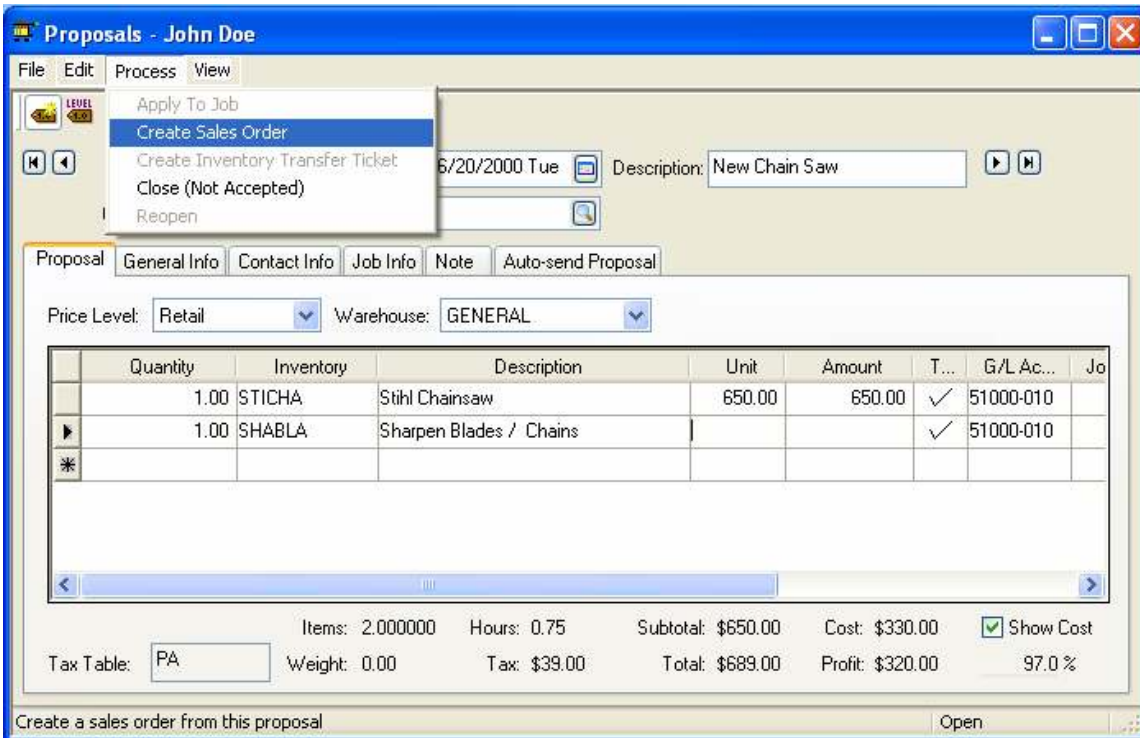 Proposals - John Doe
File Edit Process View
LEVEL
Apply To Job
Create Sales Order
Create Inventory Transfer Ticket
Close (Not Accepted)
Reopen
6/20/2000 Tue Description: New Chain Saw
Proposal General Info Contact Info Job Info Note Auto-send Proposal
Price Level: Retail Warehouse: GENERAL
Quantity Inventory Description Unit Amount T... G/L Ac... Jo
1.00 STICHA Stihl Chainsaw 650.00 650.00 51000-010
1.00 SHABLA Sharpen Blades / Chains 51000-010
Items: 2.000000 Hours: 0.75 Subtotal: $650.00 Cost: $330.00 Show Cost
Tax Table: PA Weight: 0.00 Tax: $39.00 Total: $689.00 Profit: $320.00 97.0 %
Create a sales order from this proposal Open